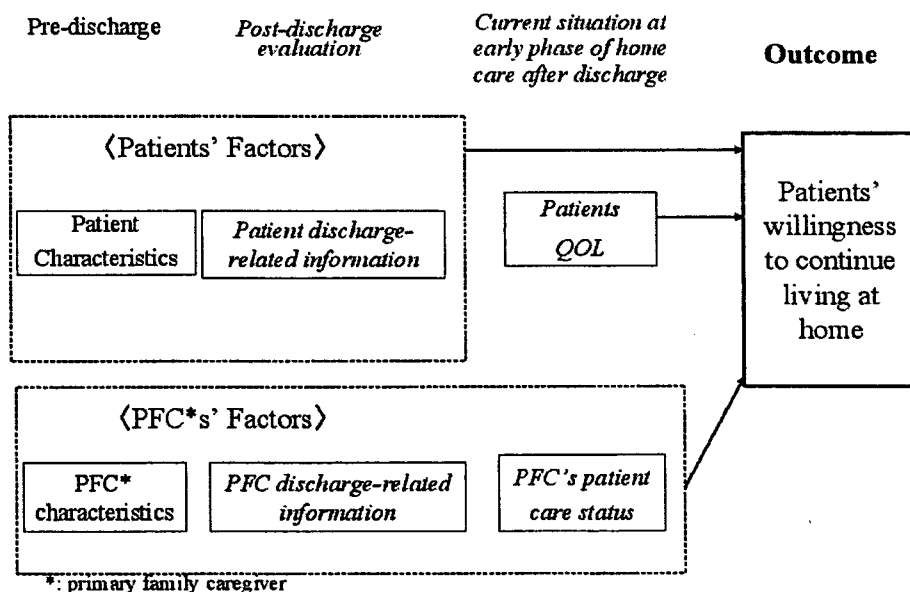 Pre-discharge
Post-discharge
evaluation
Current situation at
early phase of home
care after discharge
Outcome
〈Patients’ Factors〉
Patient
Characteristics
Patient discharge-
related information
Patients
QOL
Patients’
willingness
to continue
living at
home
〈PFC*s’ Factors〉
PFC*
characteristics
PFC discharge-related
information
PFC's patient
care status
*: primary family caregiver